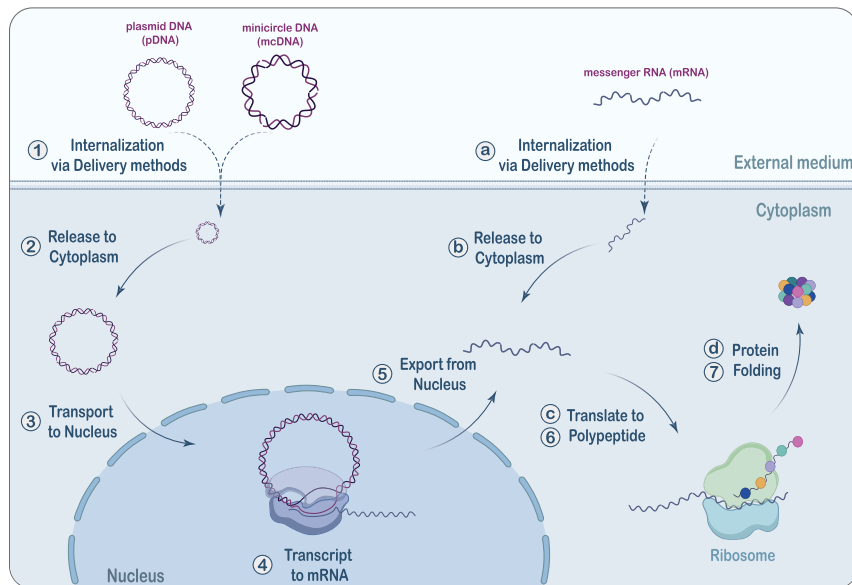 plasmid DNA
(pDNA)
minicircle DNA
(mcDNA)
messenger RNA (mRNA)
1 Internalization
via Delivery methods
a Internalization
via Delivery methods
External medium
Cytoplasm
2 Release to
Cytoplasm
b Release to
Cytoplasm
d Protein
7 Folding
5 Export from
Nucleus
3 Transport
to Nucleus
c Translate to
6 Polypeptide
4 Transcript
to mRNA
Ribosome
Nucleus